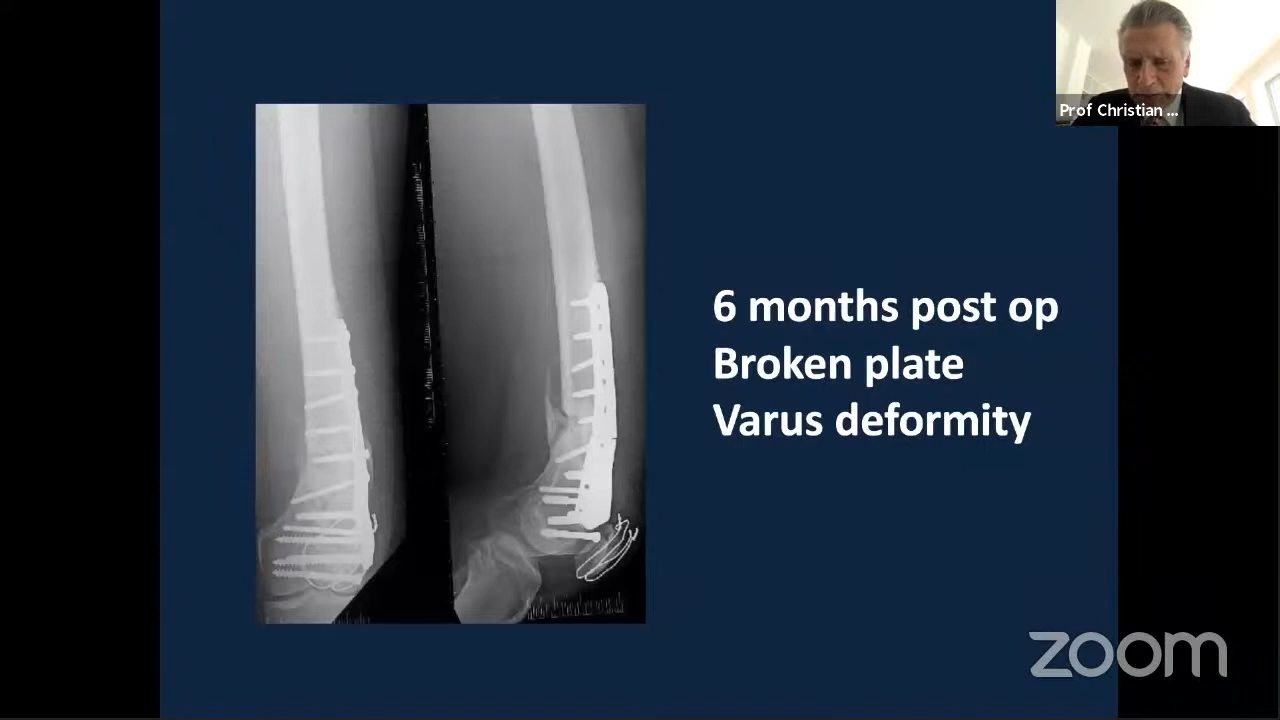 Prof Christian ...
6 months post op
Broken plate
Varus deformity
zoom